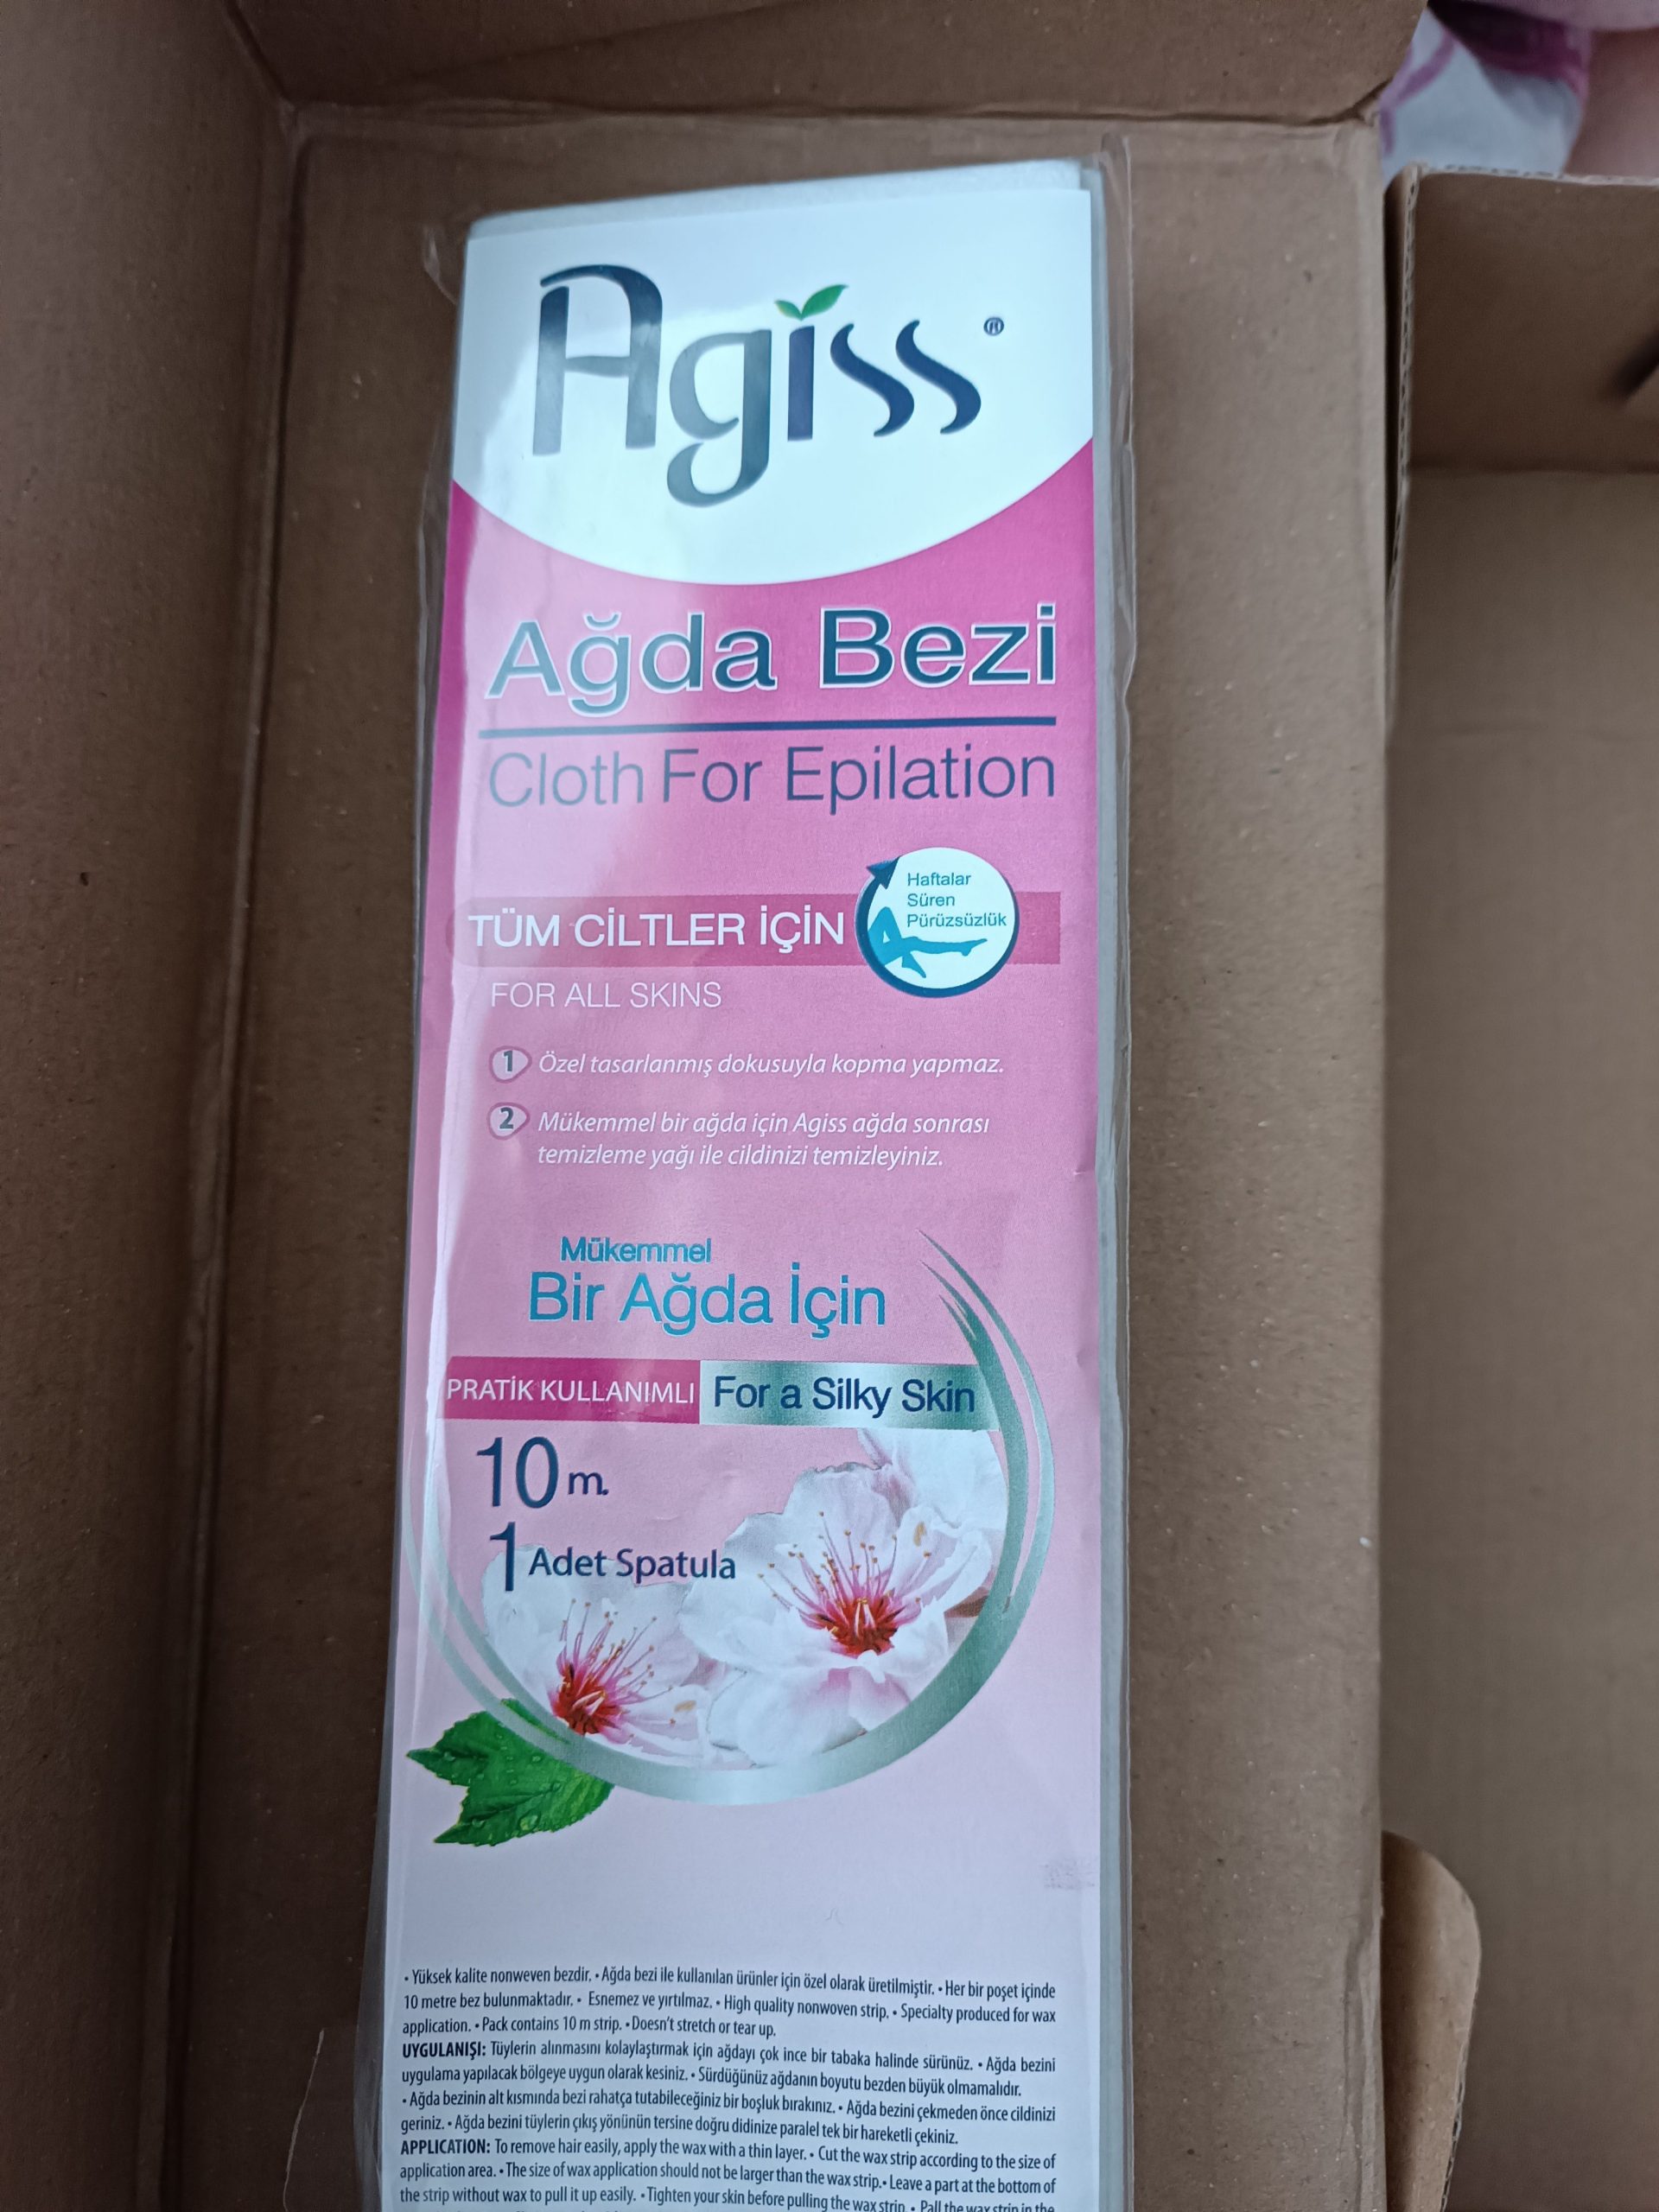 Agiss ®
Ağda Bezi
Cloth For Epilation
Haftalar
Süren
Pürüzsüzlük
TÜM CİLTLER İÇİN
FOR ALL SKINS
1 Özel tasarlanmış dokusuyla kopma yapmaz.
2 Mükemmel bir ağda için Agiss ağda sonrası
temizleme yağı ile cildinizi temizleyiniz.
Mükemmel
Bir Ağda İçin
PRATİK KULLANIMLI For a Silky Skin
10 m.
1 Adet Spatula
• Yüksek kalite nonweven bezdir. • Ağda bezi ile kullanılan ürünler için özel olarak üretilmiştir. • Her bir poşet içinde
10 metre bez bulunmaktadır. • Esnemez ve yırtılmaz. • High quality nonwoven strip. • Specialty produced for wax
application. • Pack contains 10 m strip. • Doesn't stretch or tear up.
UYGULANIŞI: Tüylerin alınmasını kolaylaştırmak için ağdayı çok ince bir tabaka halinde sürünüz. • Ağda bezini
uygulama yapılacak bölgeye uygun olarak kesiniz. • Sürdüğünüz ağdanın boyutu bezden büyük olmamalıdır.
• Ağda bezinin alt kısmında bezi rahatça tutabileceğiniz bir boşluk bırakınız. • Ağda bezini çekmeden önce cildinizi
geriniz. • Ağda bezini tüylerin çıkış yönünün tersine doğru didinize paralel tek bir hareketli çekiniz.
APPLICATION: To remove hair easily, apply the wax with a thin layer. • Cut the wax strip according to the size of
application area. • The size of wax application should not be larger than the wax strip. • Leave a part at the bottom of
the strip without wax to pull it up easily. • Tighten your skin before pulling the wax strip. • Pall the wax strip in the